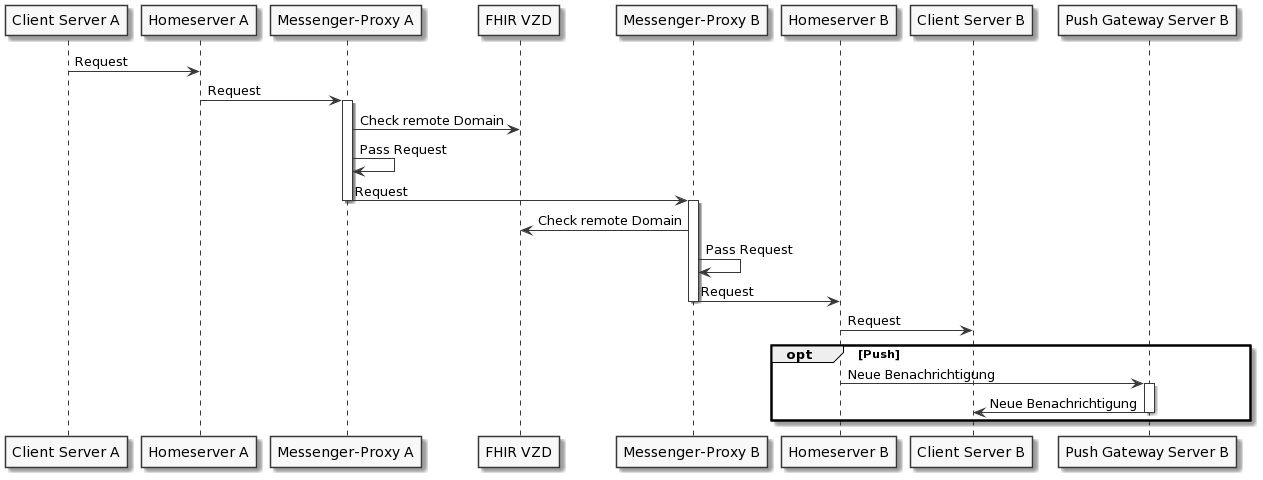 Client Server A
Homeserver A
Messenger-Proxy A
FHIR VZD
Messenger-Proxy B
Homeserver B
Client Server B
Push Gateway Server B
Request
Request
Check remote Domain
Pass Request
Request
Check remote Domain
Pass Request
Request
Request
opt
[Push]
Neue Benachrichtigung
Neue Benachrichtigung
Client Server A
Homeserver A
Messenger-Proxy A
FHIR VZD
Messenger-Proxy B
Homeserver B
Client Server B
Push Gateway Server B